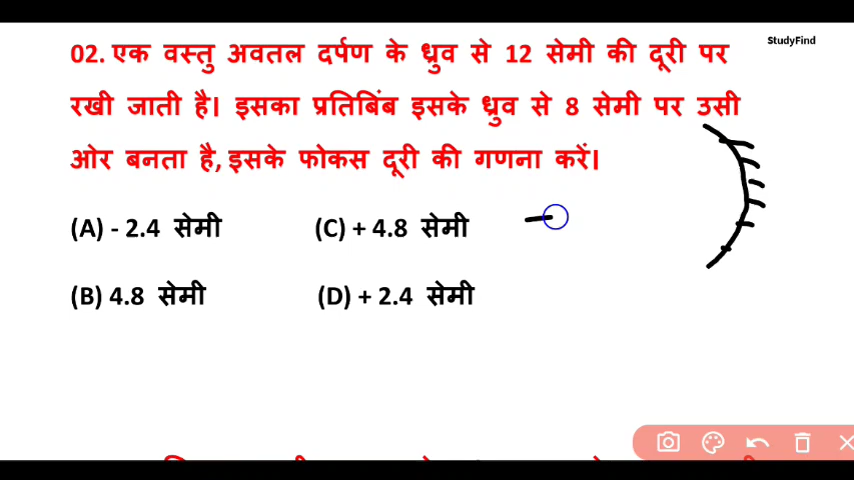 StudyFind
02. एक वस्तु अवतल दर्पण के ध्रुव से 12 सेमी की दूरी पर
रखी जाती है। इसका प्रतिबिंब इसके ध्रुव से 8 सेमी पर उसी
ओर बनता है, इसके फोकस दूरी की गणना करें।
(A) - 2.4 सेमी (C) + 4.8 सेमी
(B) 4.8 सेमी (D) + 2.4 सेमी